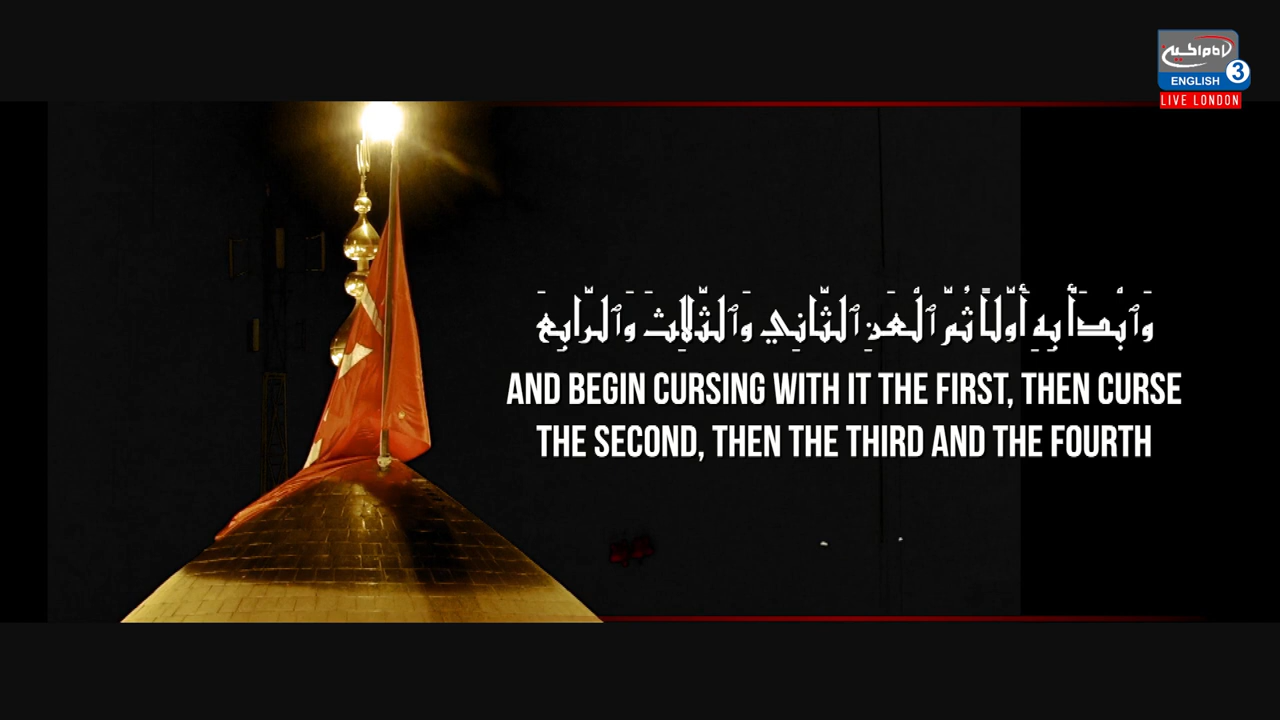 ENGLISH 3
LIVE LONDON
وَٱبْدَأْ بِهِ أَوَّلاً ثُمَّ ٱلْعَنِ ٱلثَّانِي وَٱلثَّلاِثَ وَٱلرَّابِعَ
AND BEGIN CURSING WITH IT THE FIRST, THEN CURSE
THE SECOND, THEN THE THIRD AND THE FOURTH